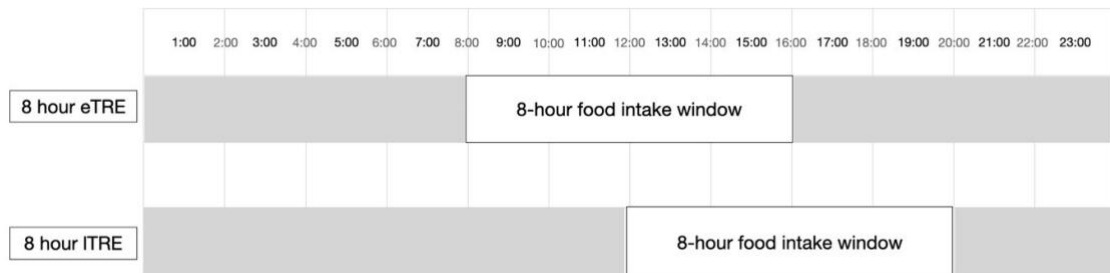 1:00 2:00 3:00 4:00 5:00 6:00 7:00 8:00 9:00 10:00 11:00 12:00 13:00 14:00 15:00 16:00 17:00 18:00 19:00 20:00 21:00 22:00 23:00
8 hour eTRE 8-hour food intake window
8 hour lTRE 8-hour food intake window